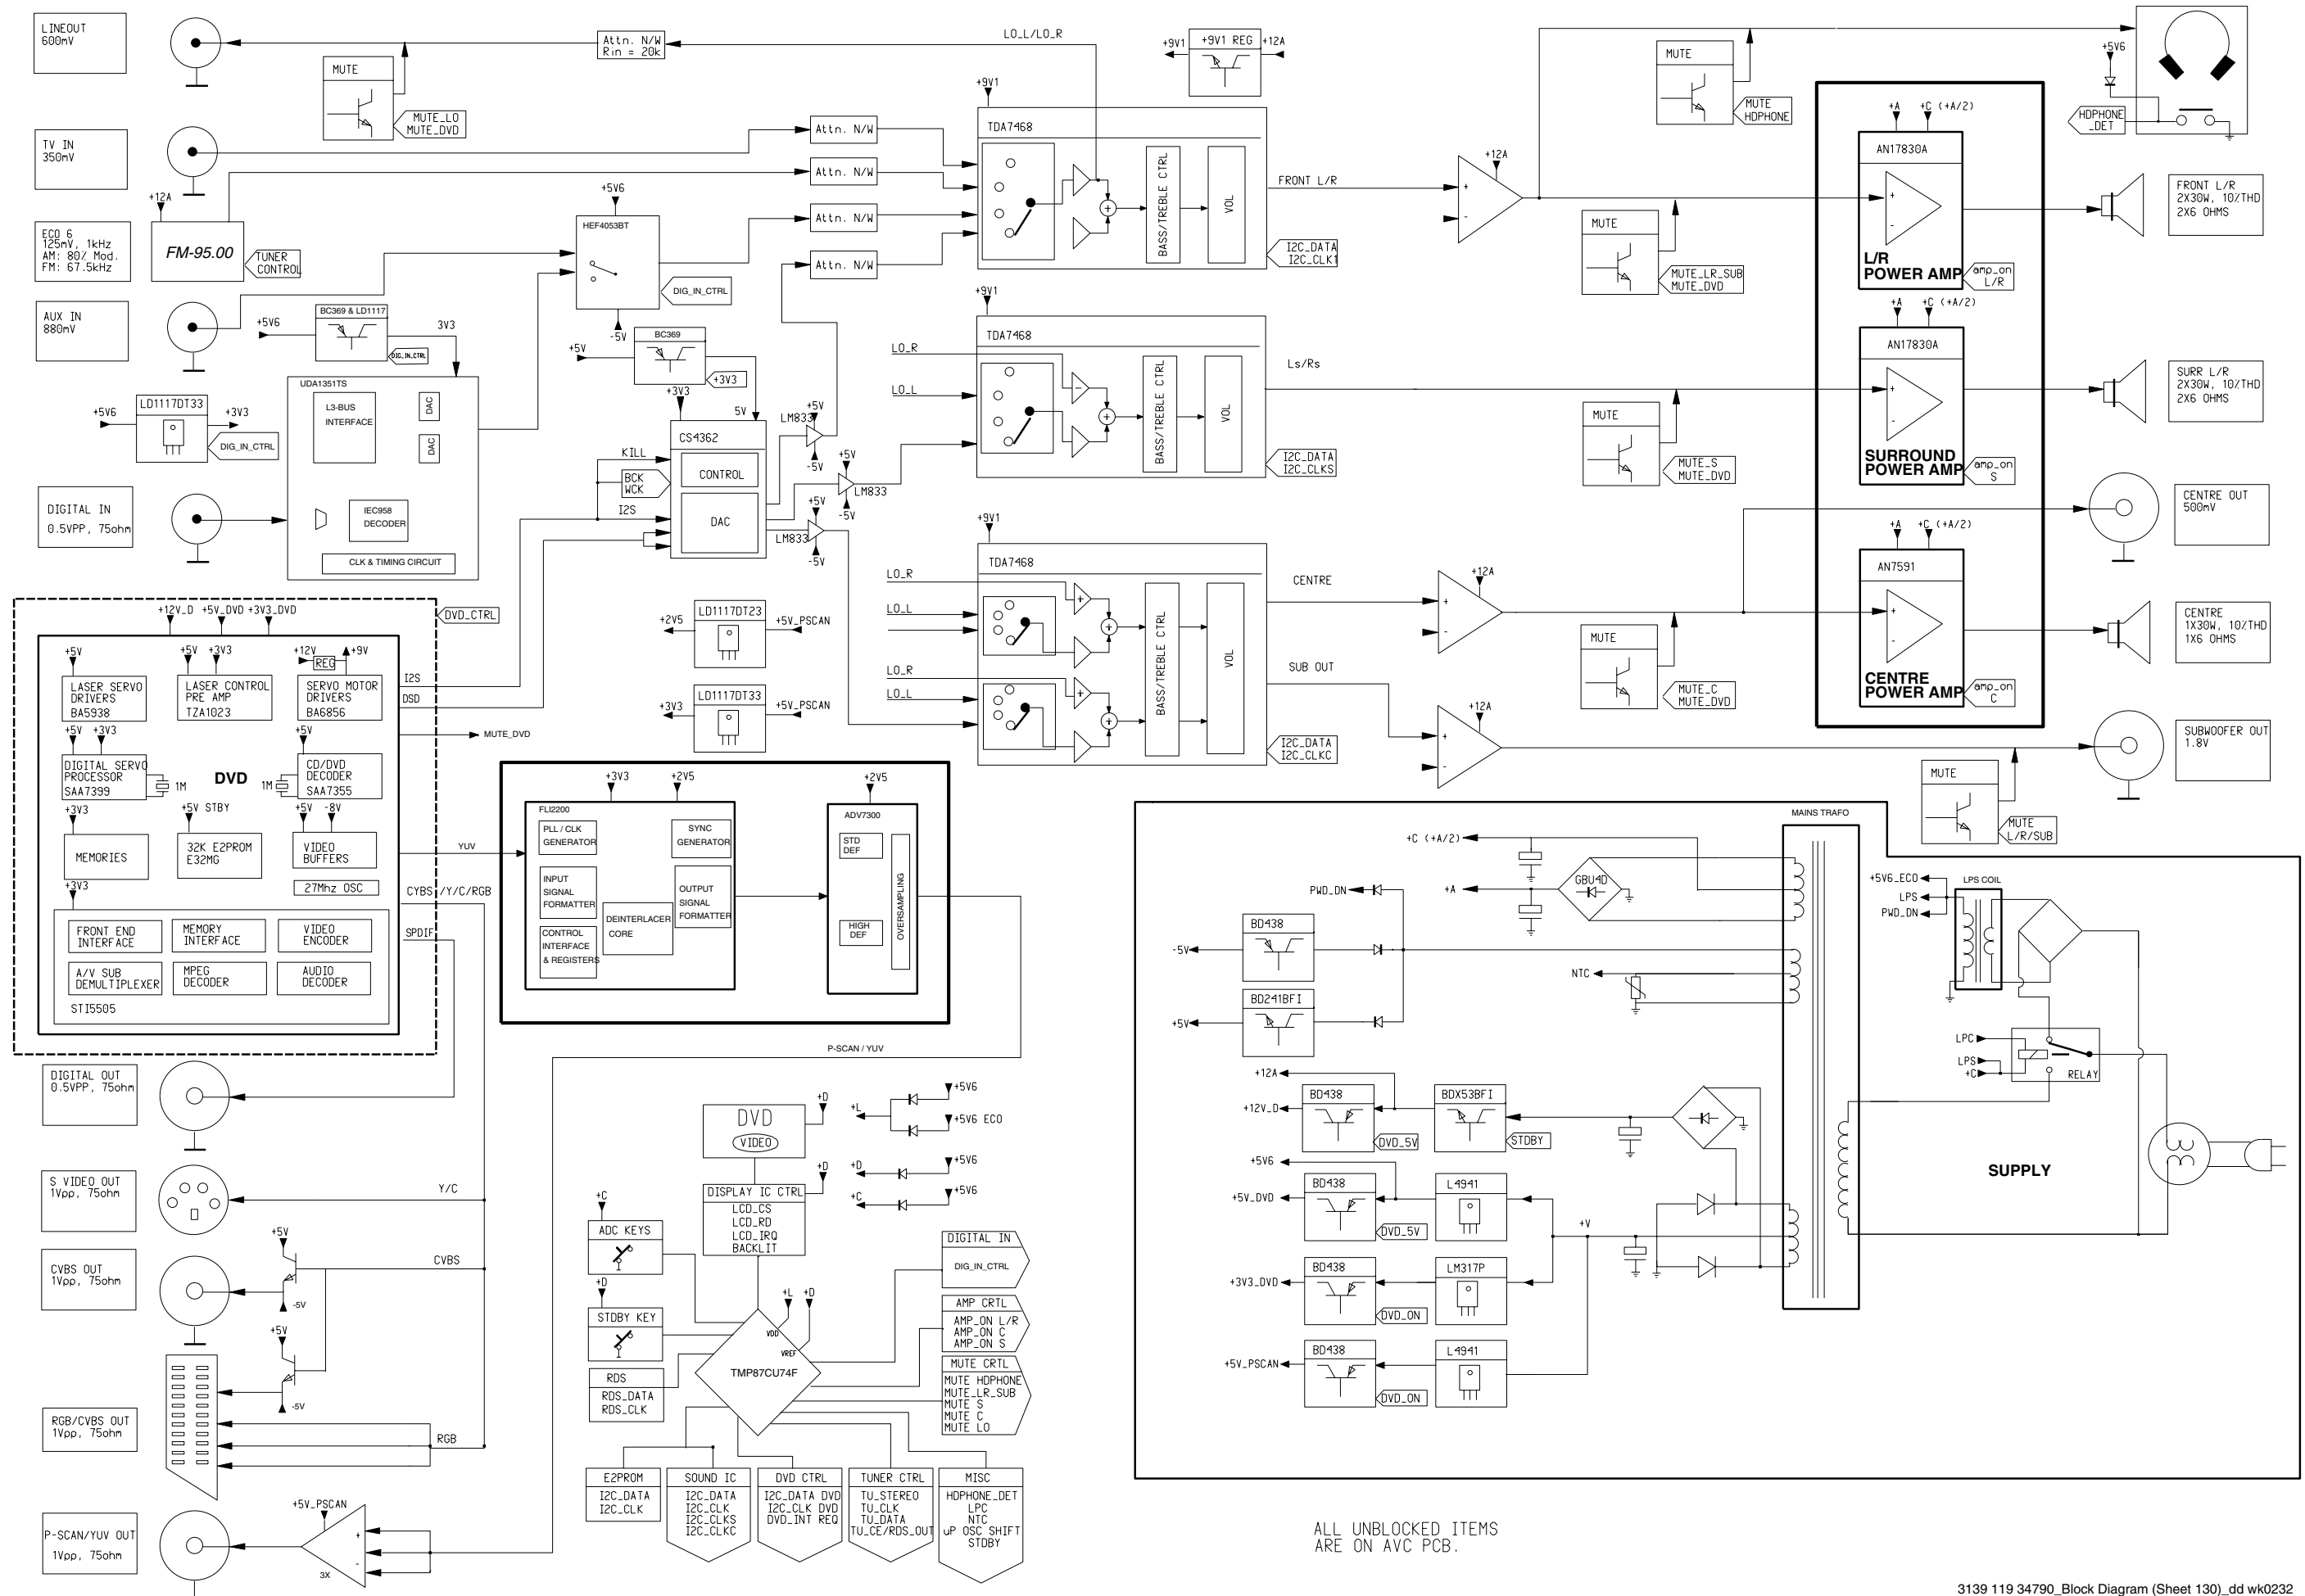 LINEOUT
600mV
MUTE
MUTE_LO
MUTE_DVD
Attn. N/W
Rin = 20k
LO_L/LO_R
+9V1
+9V1 REG
+12A
MUTE
MUTE
HDPHONE
+5V6
HDPHONE
_DET
TV IN
350mV
Attn. N/W
Attn. N/W
Attn. N/W
Attn. N/W
+9V1
TDA7468
BASS/TREBLE CTRL
VOL
I2C_DATA
I2C_CLK1
FRONT L/R
+12A
MUTE
MUTE_LR_SUB
MUTE_DVD
+A
+C (+A/2)
AN17830A
L/R
POWER AMP
amp_on
L/R
FRONT L/R
2X30W, 10%THD
2X6 OHMS
ECO 6
125mV, 1kHz
AM: 80% Mod.
FM: 67.5kHz
+12A
FM-95.00
TUNER
CONTROL
+5V6
HEF4053BT
-5V
DIG_IN_CTRL
AUX IN
880mV
+5V6
BC369 & LD1117
3V3
DIG_IN_CTRL
+5V
BC369
+3V3
+9V1
TDA7468
LO_R
LO_L
BASS/TREBLE CTRL
VOL
I2C_DATA
I2C_CLKS
Ls/Rs
MUTE
MUTE_S
MUTE_DVD
+A
+C (+A/2)
AN17830A
SURROUND
POWER AMP
amp_on
S
SURR L/R
2X30W, 10%THD
2X6 OHMS
+5V6
LD1117DT33
+3V3
DIG_IN_CTRL
UDA1351TS
L3-BUS
INTERFACE
DAC
DAC
IEC958
DECODER
CLK & TIMING CIRCUIT
DIGITAL IN
0.5VPP, 75ohm
+3V3
5V
CS4362
CONTROL
DAC
KILL
BCK
WCK
I2S
LM833
+5V
-5V
+5V
LM833
-5V
+5V
LM833
-5V
+9V1
TDA7468
LO_R
LO_L
LO_R
LO_L
BASS/TREBLE CTRL
VOL
I2C_DATA
I2C_CLKC
CENTRE
SUB OUT
+12A
+12A
MUTE
MUTE_C
MUTE_DVD
+A
+C (+A/2)
AN7591
CENTRE
POWER AMP
amp_on
C
CENTRE OUT
500mV
CENTRE
1X30W, 10%THD
1X6 OHMS
SUBWOOFER OUT
1.8V
MUTE
MUTE
L/R/SUB
+12V_D
+5V_DVD
+3V3_DVD
DVD_CTRL
+5V
LASER SERVO
DRIVERS
BA5938
+5V
+3V3
LASER CONTROL
PRE AMP
TZA1023
+12V
REG
+9V
SERVO MOTOR
DRIVERS
BA6856
+5V
+3V3
DIGITAL SERVO
PROCESSOR
SAA7399
1M
DVD
1M
+5V
CD/DVD
DECODER
SAA7355
+3V3
MEMORIES
+5V STBY
32K E2PROM
E32MG
+5V
-8V
VIDEO
BUFFERS
27Mhz OSC
+3V3
FRONT END
INTERFACE
MEMORY
INTERFACE
VIDEO
ENCODER
A/V SUB
DEMULTIPLEXER
MPEG
DECODER
AUDIO
DECODER
STI5505
I2S
DSD
MUTE_DVD
YUV
CYBS /Y/C/RGB
SPDIF
+2V5
LD1117DT23
+5V_PSCAN
+3V3
LD1117DT33
+5V_PSCAN
+3V3
+2V5
FLI2200
PLL / CLK
GENERATOR
SYNC
GENERATOR
INPUT
SIGNAL
FORMATTER
OUTPUT
SIGNAL
FORMATTER
DEINTERLACER
CORE
CONTROL
INTERFACE
& REGISTERS
+2V5
ADV7300
STD
DEF
HIGH
DEF
OVERSAMPLING
P-SCAN / YUV
DIGITAL OUT
0.5VPP, 75ohm
S VIDEO OUT
1Vpp, 75ohm
Y/C
CVBS OUT
1Vpp, 75ohm
+5V
-5V
CVBS
+5V
-5V
RGB/CVBS OUT
1Vpp, 75ohm
RGB
P-SCAN/YUV OUT
1Vpp, 75ohm
+5V_PSCAN
3X
DVD
VIDEO
+D
+L
+5V6
+5V6 ECO
+D
+5V6
+C
+5V6
+D
DISPLAY IC CTRL
LCD_CS
LCD_RD
LCD_IRQ
BACKLIT
+C
ADC KEYS
+D
STDBY KEY
RDS
RDS_DATA
RDS_CLK
+L
+D
VDD
VREF
TMP87CU74F
DIGITAL IN
DIG_IN_CTRL
AMP CRTL
AMP_ON L/R
AMP_ON C
AMP_ON S
MUTE CRTL
MUTE HDPHONE
MUTE_LR_SUB
MUTE S
MUTE C
MUTE LO
E2PROM
I2C_DATA
I2C_CLK
SOUND IC
I2C_DATA
I2C_CLK
I2C_CLKS
I2C_CLKC
DVD CTRL
I2C_DATA DVD
I2C_CLK DVD
DVD_INT REQ
TUNER CTRL
TU_STEREO
TU_CLK
TU_DATA
TU_CE/RDS_OUT
MISC
HDPHONE_DET
LPC
NTC
uP OSC SHIFT
STDBY
MAINS TRAFO
+C (+A/2)
+A
GBU4D
PWD_DN
-5V
BD438
NTC
+5V
BD241BFI
+12A
+12V_D
BD438
DVD_5V
BDX53BFI
STDBY
+5V6
+5V_DVD
BD438
DVD_5V
L4941
+V
+3V3_DVD
BD438
DVD_ON
LM317P
+5V_PSCAN
BD438
DVD_ON
L4941
+5V6_ECO
LPS
PWD_DN
LPS COIL
LPC
LPS
+C
RELAY
SUPPLY
ALL UNBLOCKED ITEMS
ARE ON AVC PCB.
3139 119 34790_Block Diagram (Sheet 130)_dd wk0232